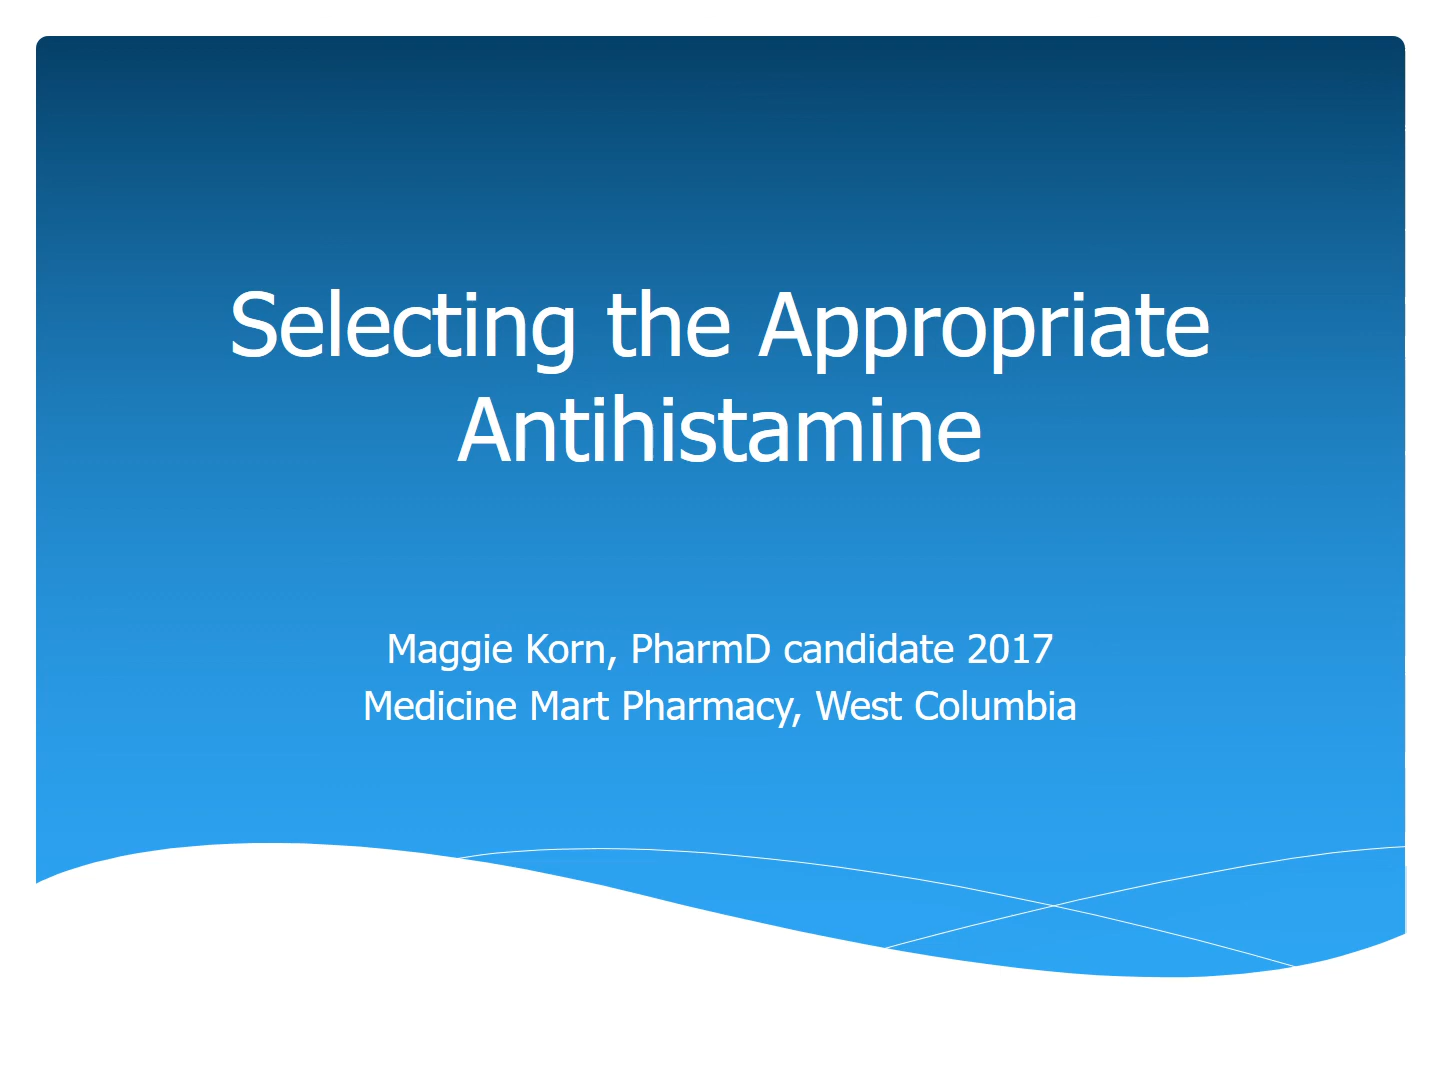 Selecting the Appropriate
Antihistamine
Maggie Korn, PharmD candidate 2017
Medicine Mart Pharmacy, West Columbia